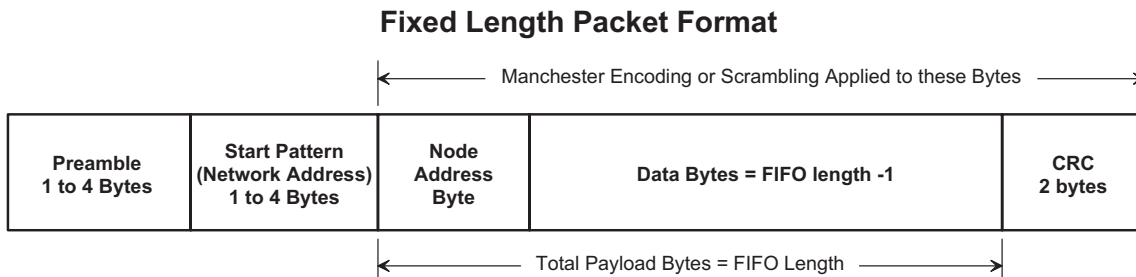 Fixed Length Packet Format
Manchester Encoding or Scrambling Applied to these Bytes
Preamble
1 to 4 Bytes
Start Pattern
(Network Address)
1 to 4 Bytes
Node
Address
Byte
Data Bytes = FIFO length -1
CRC
2 bytes
Total Payload Bytes = FIFO Length